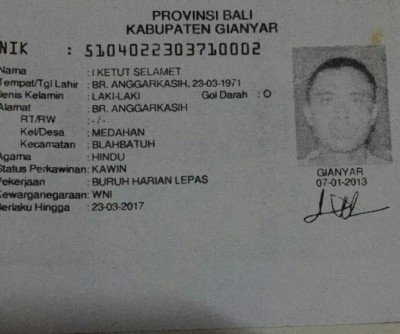 PROVINSI BALI
KABUPATEN GIANYAR
NIK : 5104022303710002
Nama : I KETUT SELAMET
Tempat/Tgl Lahir : BR. ANGGARKASIH, 23-03-1971
Jenis Kelamin : LAKI-LAKI Gol Darah : O
Alamat : BR. ANGGARKASIH
RT/RW : -/-
Kel/Desa : MEDAHAN
Kecamatan : BLAHBATUH
Agama : HINDU
Status Perkawinan: KAWIN
Pekerjaan : BURUH HARIAN LEPAS
Kewarganegaraan: WNI
Berlaku Hingga : 23-03-2017
GIANYAR
07-01-2013